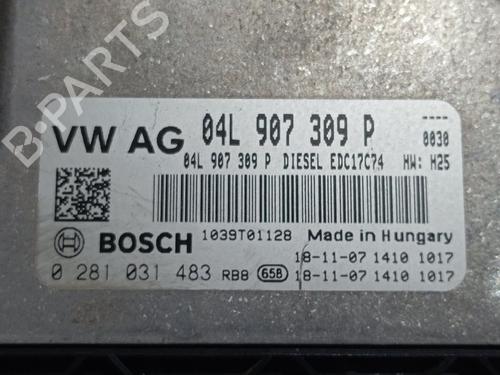 B-PARTS
VW AG 04L 907 309 P ----
04L 907 309 P DIESEL EDC17C74 HW: H25
0030
BOSCH 1039T01128 Made in Hungary
0 281 031 483 RB8 658 18-11-07 1410 1017
18-11-07 1410 1017